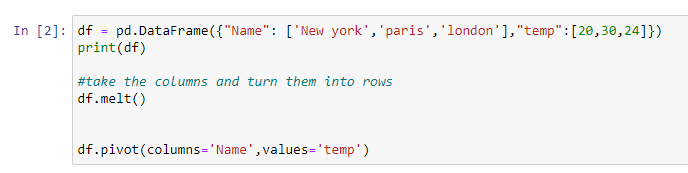 In [2]: df = pd.DataFrame({"Name": ['New york','paris','london'],"temp":[20,30,24]})
print(df)
#take the columns and turn them into rows
df.melt()
df.pivot(columns='Name',values='temp')